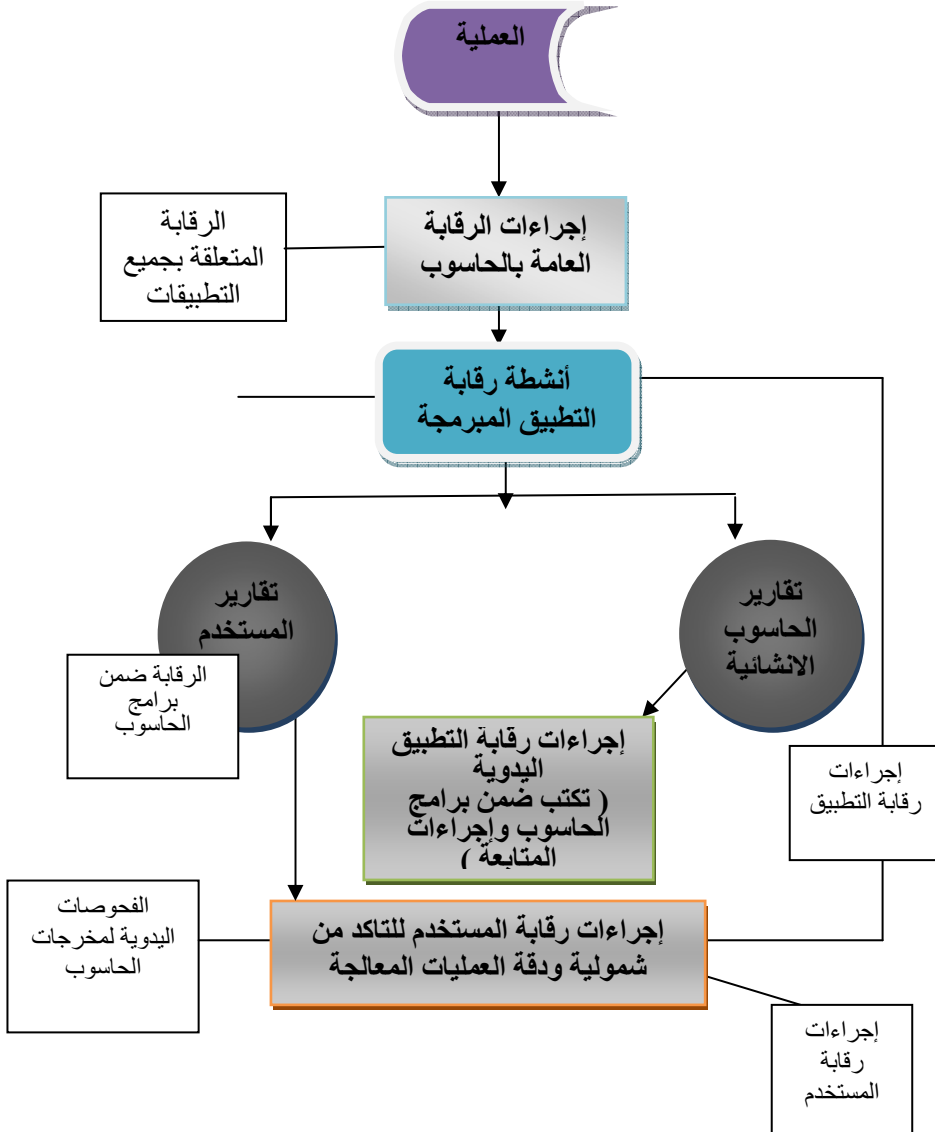 العملية
إجراءات الرقابة
العامة بالحاسوب
الرقابة
المتعلقة بجميع
التطبيقات
أنشطة رقابة
التطبيق المبرمجة
تقارير
الحاسوب
الانشائية
تقارير
المستخدم
الرقابة ضمن
برامج
الحاسوب
إجراءات رقابة التطبيق
اليدوية
( تكتب ضمن برامج
الحاسوب وإجراءات
المتابعة )
إجراءات
رقابة التطبيق
الفحوصات
اليدوية لمخرجات
الحاسوب
إجراءات رقابة المستخدم للتاكد من
شمولية ودقة العمليات المعالجة
إجراءات
رقابة
المستخدم